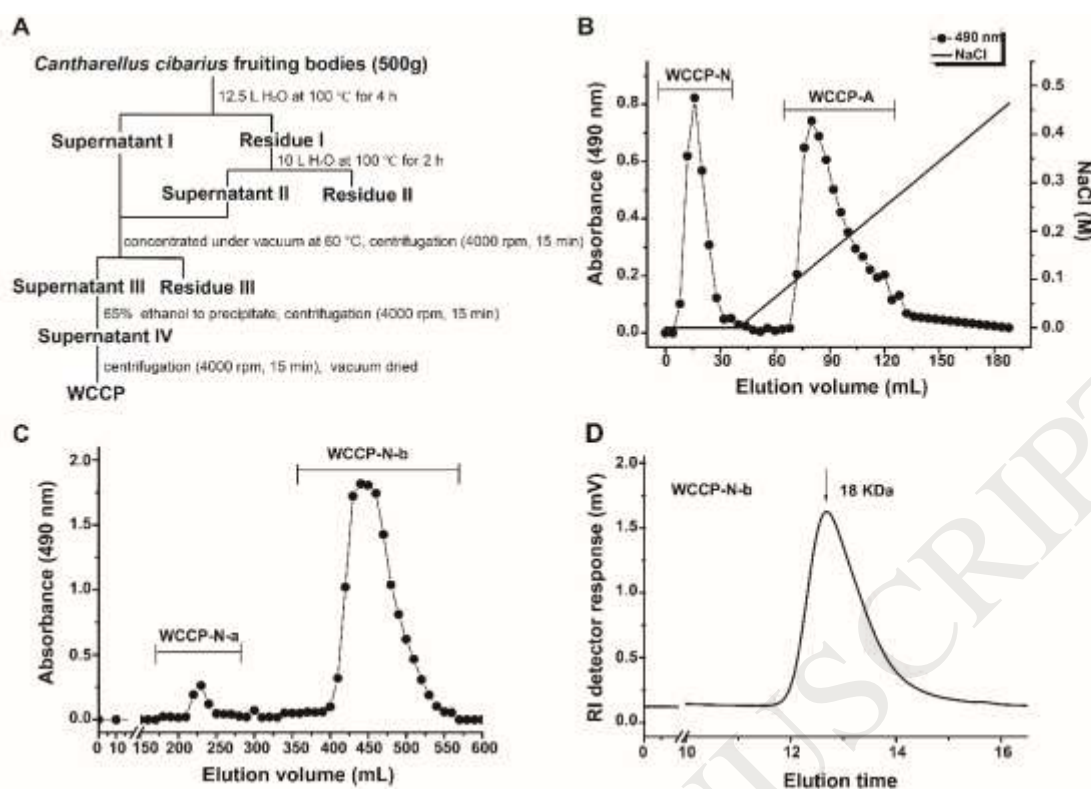 A
Cantharellus cibarius fruiting bodies (500g)
12.5 L H₂O at 100 °C for 4 h
Supernatant I
Residue I
10 L H₂O at 100 °C for 2 h
Supernatant II
Residue II
concentrated under vacuum at 60 °C, centrifugation (4000 rpm, 15 min)
Supernatant III
Residue III
65% ethanol to precipitate, centrifugation (4000 rpm, 15 min)
Supernatant IV
centrifugation (4000 rpm, 15 min), vacuum dried
WCCP
B
490 nm
NaCl
WCCP-N
WCCP-A
Absorbance (490 nm)
0.8
0.6
0.4
0.2
0.0
0.5
0.4
0.3
0.2
0.1
0.0
NaCl (M)
0 30 60 90 120 150 180
Elution volume (mL)
C
WCCP-N-b
WCCP-N-a
Absorbance (490 nm)
2.0
1.5
1.0
0.5
0.0
0 10 150 200 250 300 350 400 450 500 550 600
Elution volume (mL)
D
WCCP-N-b
18 KDa
RI detector response (mV)
2.0
1.5
1.0
0.5
0.0
0 10 12 14 16
Elution time